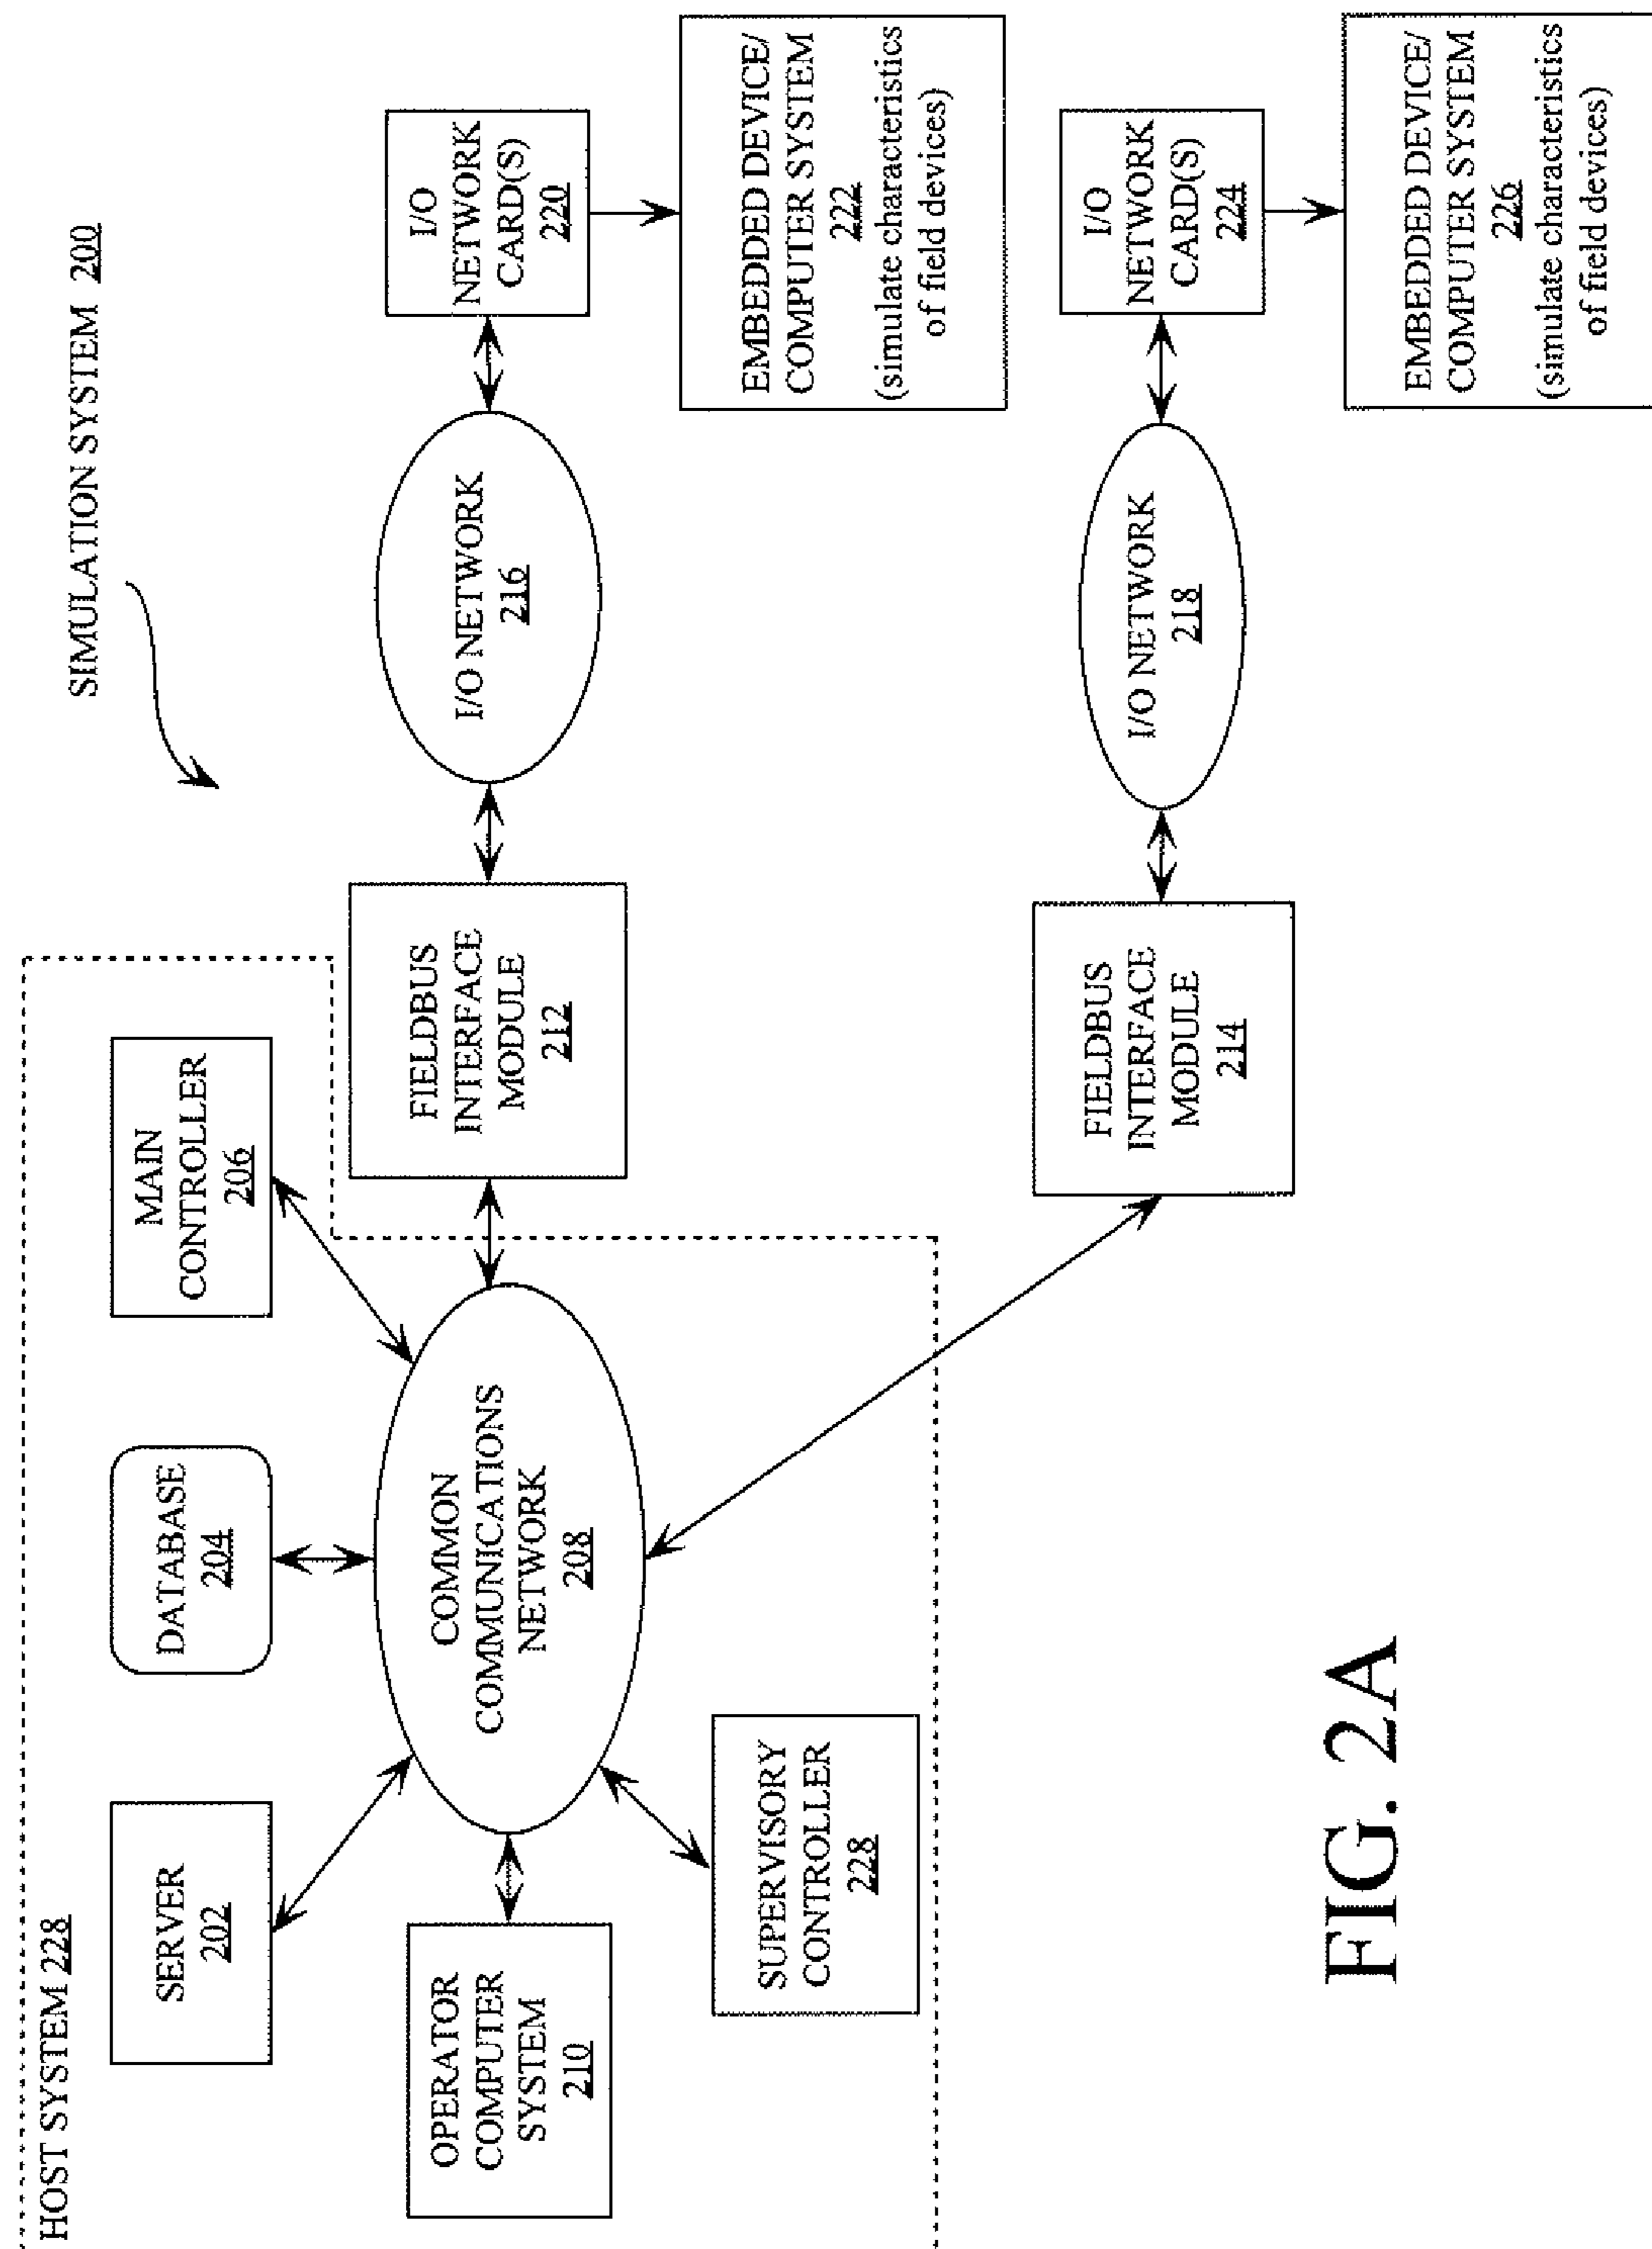 SIMULATION SYSTEM 200
HOST SYSTEM 228
SERVER
202
DATABASE
204
MAIN
CONTROLLER
206
OPERATOR
COMPUTER
SYSTEM
210
COMMON
COMMUNICATIONS
NETWORK
208
SUPERVISORY
CONTROLLER
228
FIELDBUS
INTERFACE
MODULE
212
I/O NETWORK
216
I/O
NETWORK
CARD(S)
220
EMBEDDED DEVICE/
COMPUTER SYSTEM
222
(simulate characteristics
of field devices)
FIELDBUS
INTERFACE
MODULE
214
I/O NETWORK
218
I/O
NETWORK
CARD(S)
224
EMBEDDED DEVICE/
COMPUTER SYSTEM
226
(simulate characteristics
of field devices)
FIG. 2A